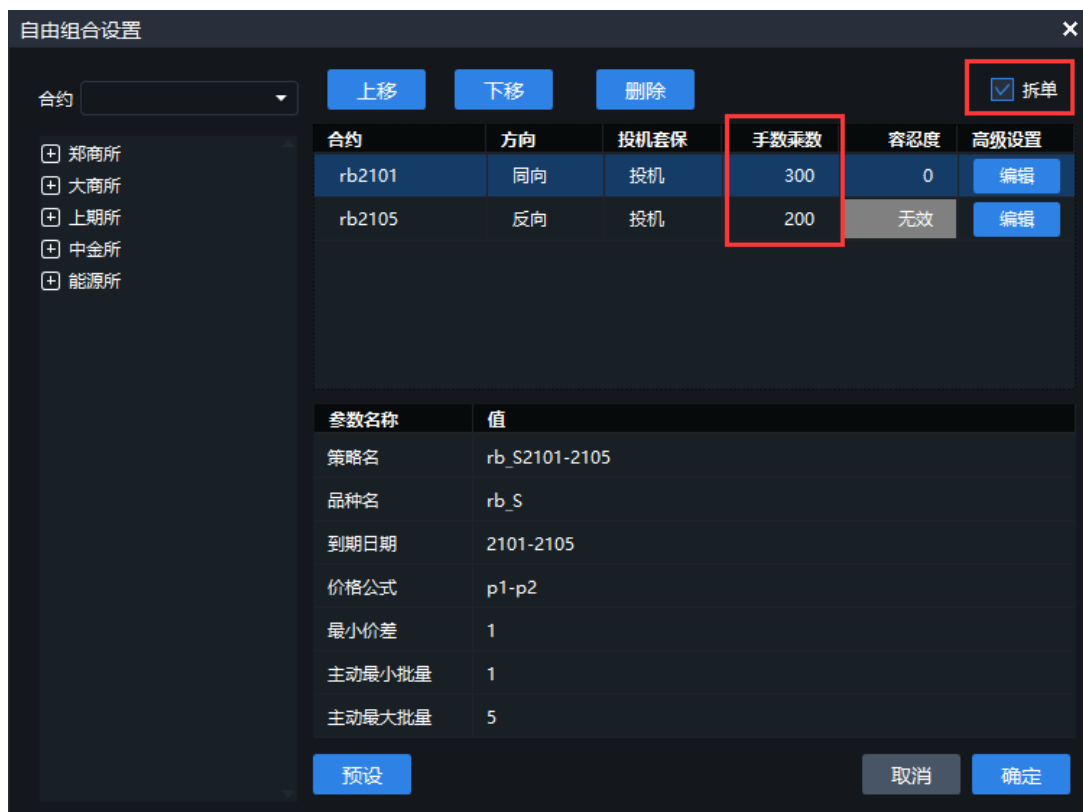 自由组合设置
合约 上移 下移 删除 拆单
郑商所
大商所
上期所
中金所
能源所
合约 方向 投机套保 手数乘数 容忍度 高级设置
rb2101 同向 投机 300 0 编辑
rb2105 反向 投机 200 无效 编辑
参数名称 值
策略名 rb_S2101-2105
品种名 rb_S
到期日期 2101-2105
价格公式 p1-p2
最小价差 1
主动最小批量 1
主动最大批量 5
预设 取消 确定